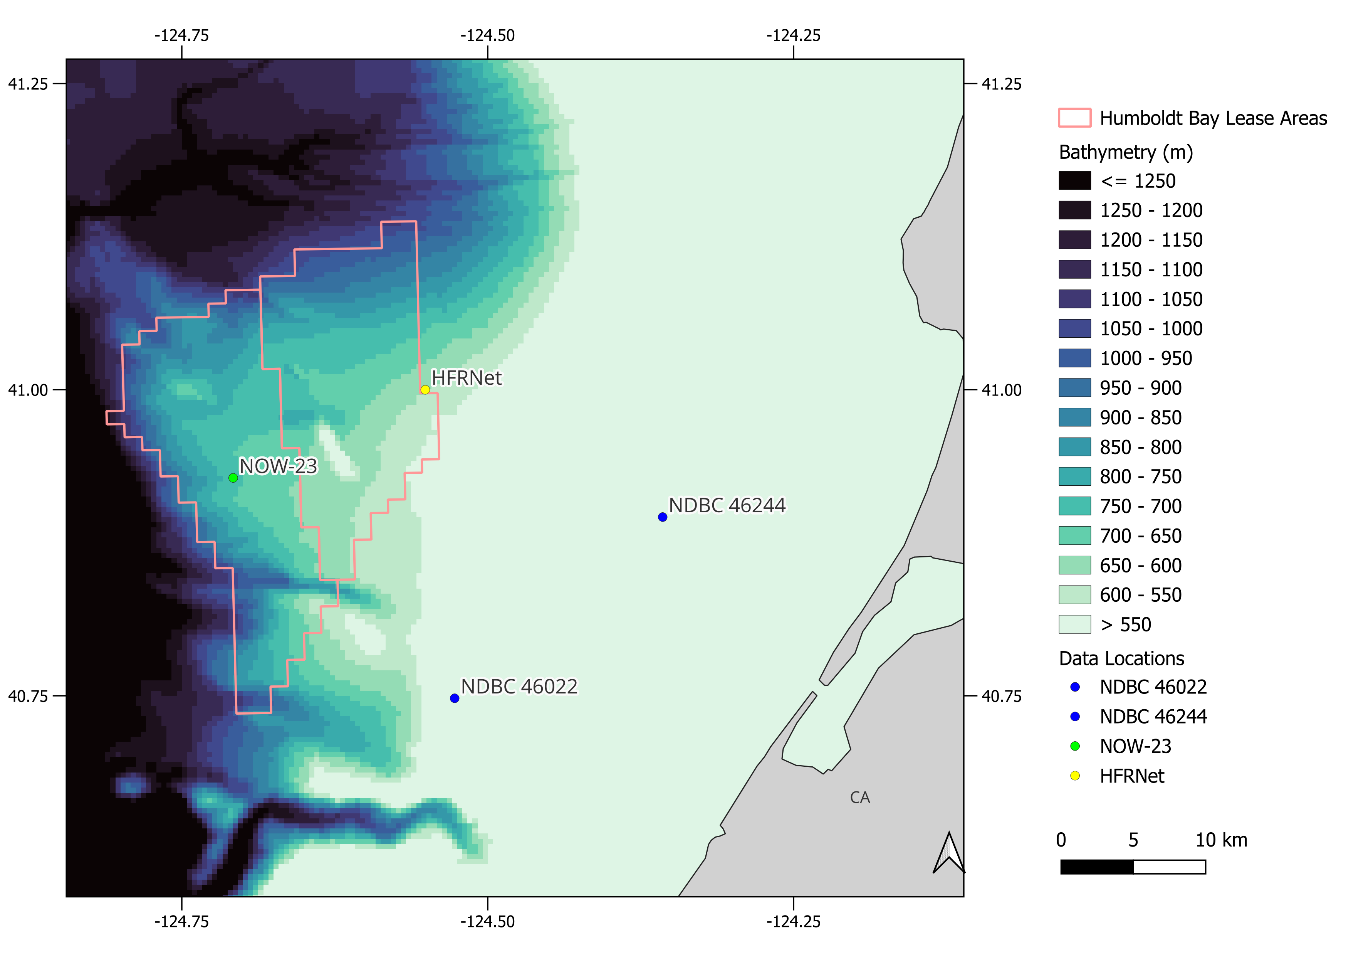 -124.75 -124.50 -124.25
41.25 41.25
Humboldt Bay Lease Areas
Bathymetry (m)
<= 1250
1250 - 1200
1200 - 1150
1150 - 1100
1100 - 1050
1050 - 1000
1000 - 950
950 - 900
900 - 850
850 - 800
800 - 750
750 - 700
700 - 650
650 - 600
600 - 550
> 550
Data Locations
NDBC 46022
NDBC 46244
NOW-23
HFRNet
0 5 10 km
HFRNet
41.00 41.00
NOW-23
NDBC 46244
NDBC 46022
40.75 40.75
CA
-124.75 -124.50 -124.25